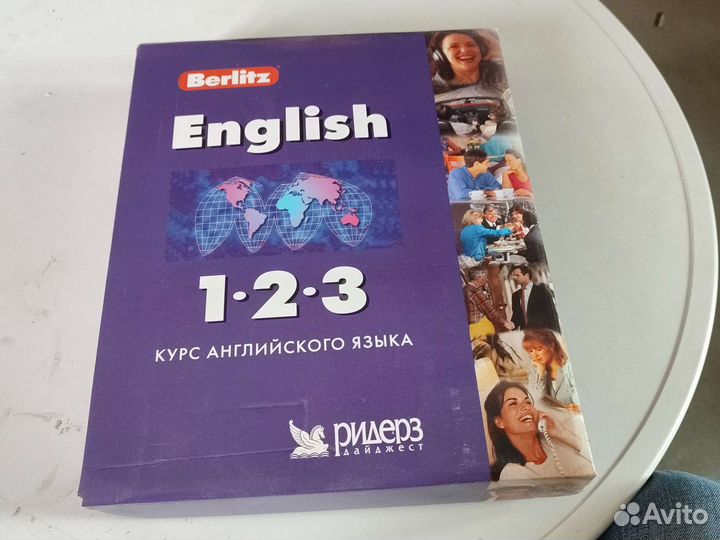 Berlitz
English
1·2·3
КУРС АНГЛИЙСКОГО ЯЗЫКА
ридерз
дайджест
Avito